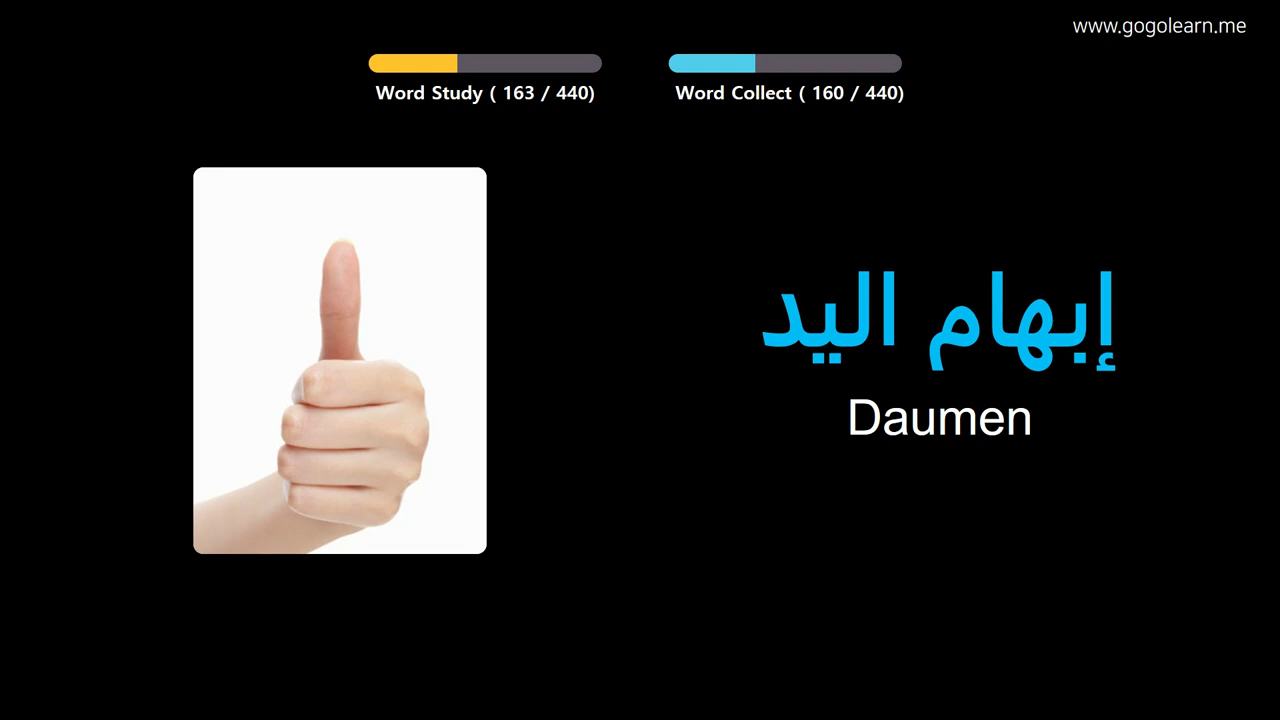 www.gogolearn.me
Word Study ( 163 / 440)
Word Collect ( 160 / 440)
إبهام اليد
Daumen